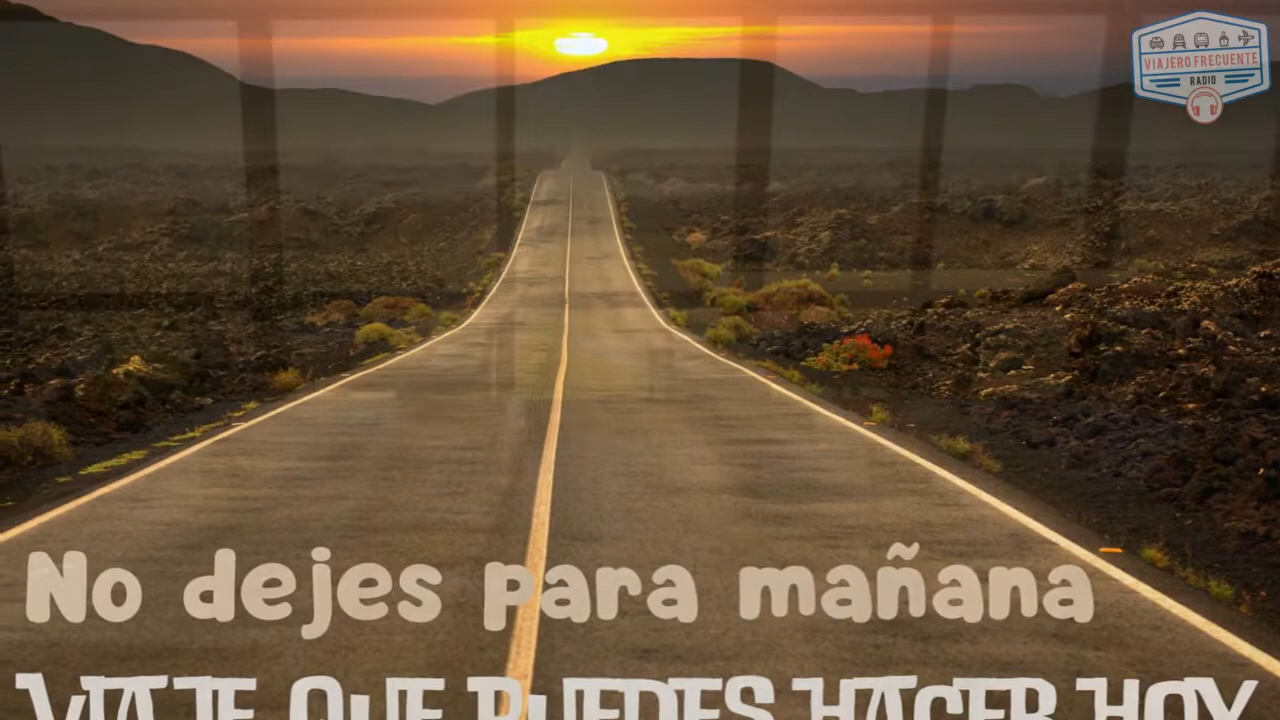 VIAJERO FRECUENTE
RADIO
No dejes para mañana
VIAJE QUE PUEDES HACER HOY